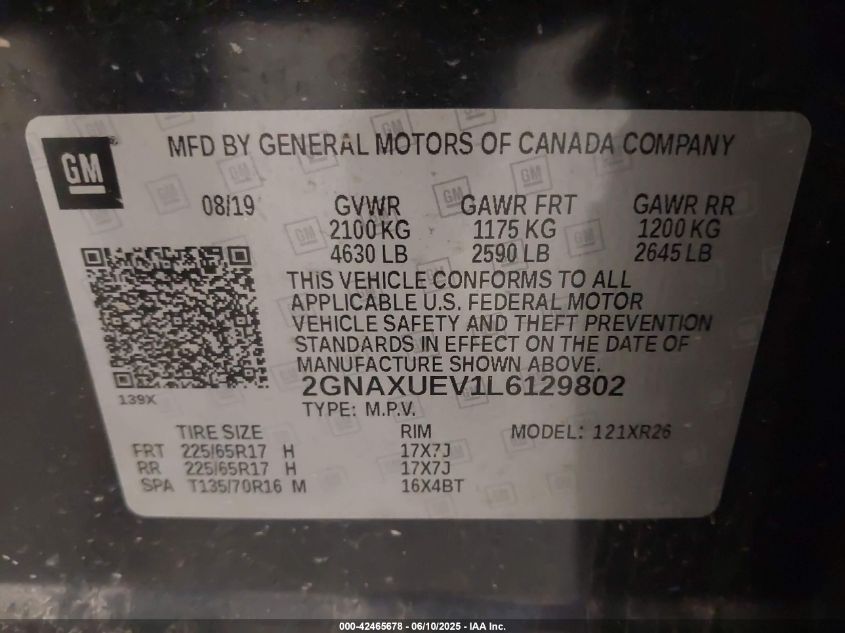 GM
MFD BY GENERAL MOTORS OF CANADA COMPANY
08/19 GVWR GAWR FRT GAWR RR
2100 KG 1175 KG 1200 KG
4630 LB 2590 LB 2645 LB
THIS VEHICLE CONFORMS TO ALL
APPLICABLE U.S. FEDERAL MOTOR
VEHICLE SAFETY AND THEFT PREVENTION
STANDARDS IN EFFECT ON THE DATE OF
MANUFACTURE SHOWN ABOVE.
2GNAXUEV1L6129802
139X
TYPE: M.P.V.
TIRE SIZE RIM MODEL: 121XR26
FRT 225/65R17 H 17X7J
RR 225/65R17 H 17X7J
SPA T135/70R16 M 16X4BT
000-42465678 - 06/10/2025 - IAA Inc.